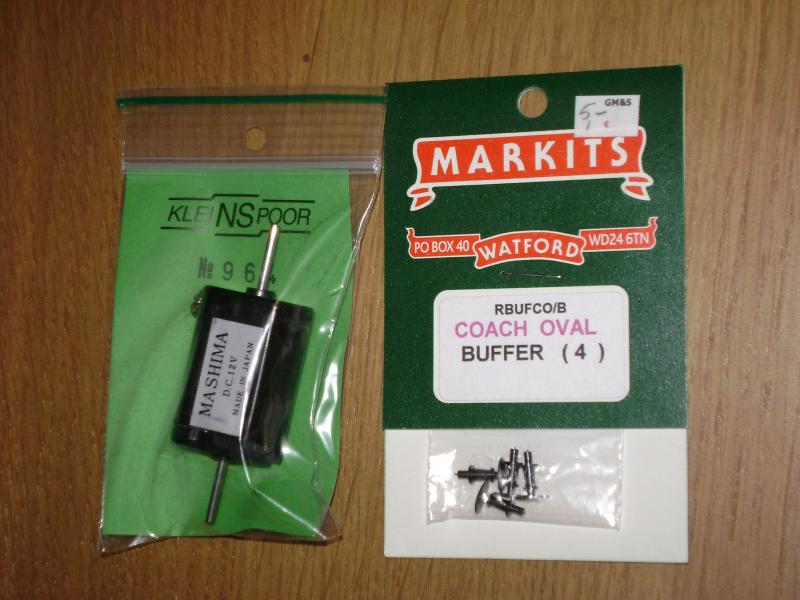 KLEINSPOOR
No 964
MASHIMA
D.C.12V
MADE IN JAPAN
GM&S
5,-
€
MARKITS
PO BOX 40 WATFORD WD24 6TN
RBUFCO/B
COACH OVAL
BUFFER (4)